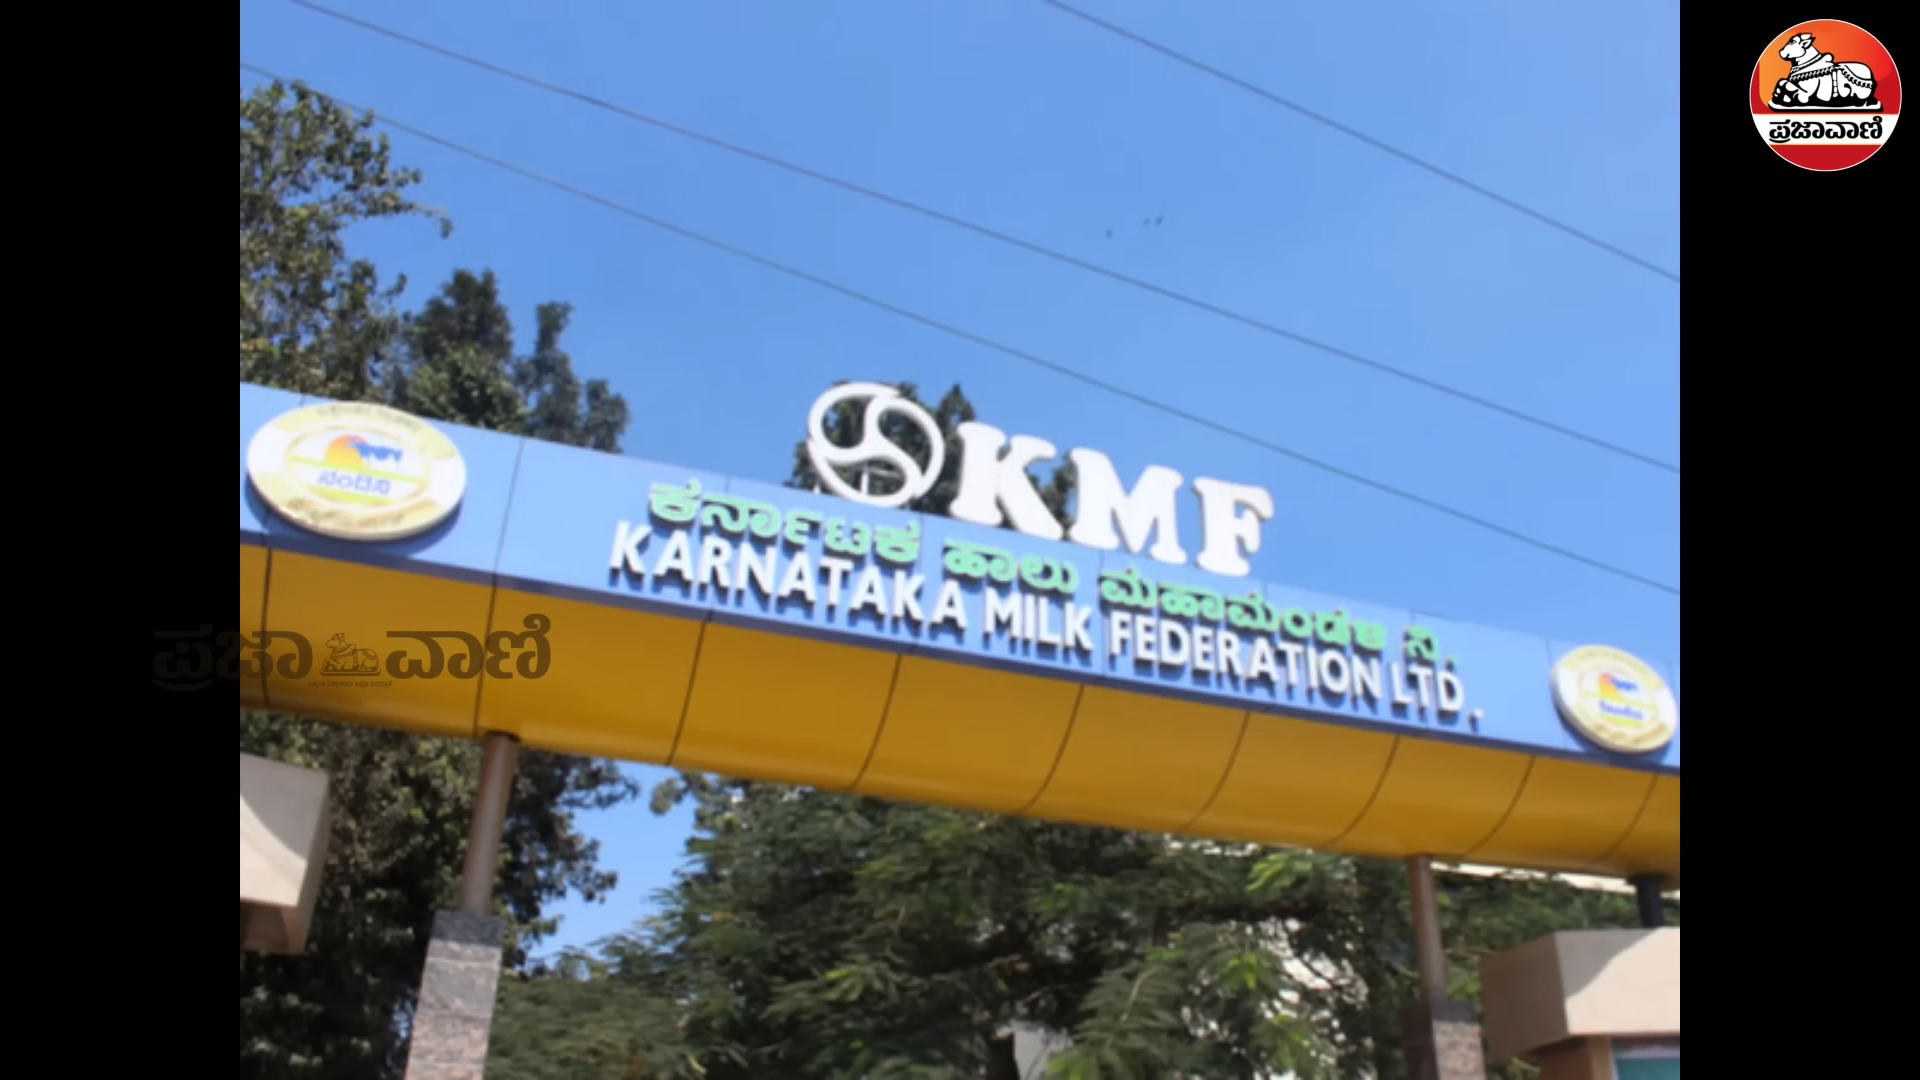 ಪ್ರಜಾವಾಣಿ
KMF
ನಂದಿನಿ
ಕರ್ನಾಟಕ ಹಾಲು ಮಹಾಮಂಡಳಿ ನಿ.
KARNATAKA MILK FEDERATION LTD.
ಪ್ರಜಾವಾಣಿ